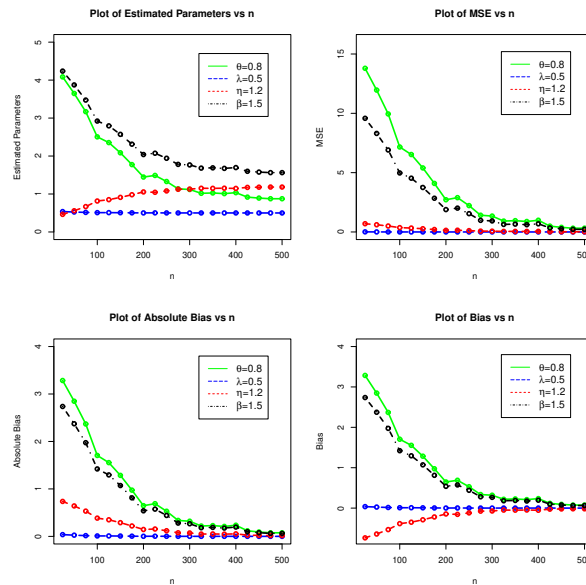 Plot of Estimated Parameters vs n
Estimated Parameters
0 1 2 3 4 5
100 200 300 400 500
n
θ=0.8
λ=0.5
η=1.2
β=1.5
Plot of MSE vs n
MSE
0 5 10 15
100 200 300 400 500
n
θ=0.8
λ=0.5
η=1.2
β=1.5
Plot of Absolute Bias vs n
Absolute Bias
0 1 2 3 4
100 200 300 400 500
n
θ=0.8
λ=0.5
η=1.2
β=1.5
Plot of Bias vs n
Bias
0 1 2 3 4
100 200 300 400 500
n
θ=0.8
λ=0.5
η=1.2
β=1.5